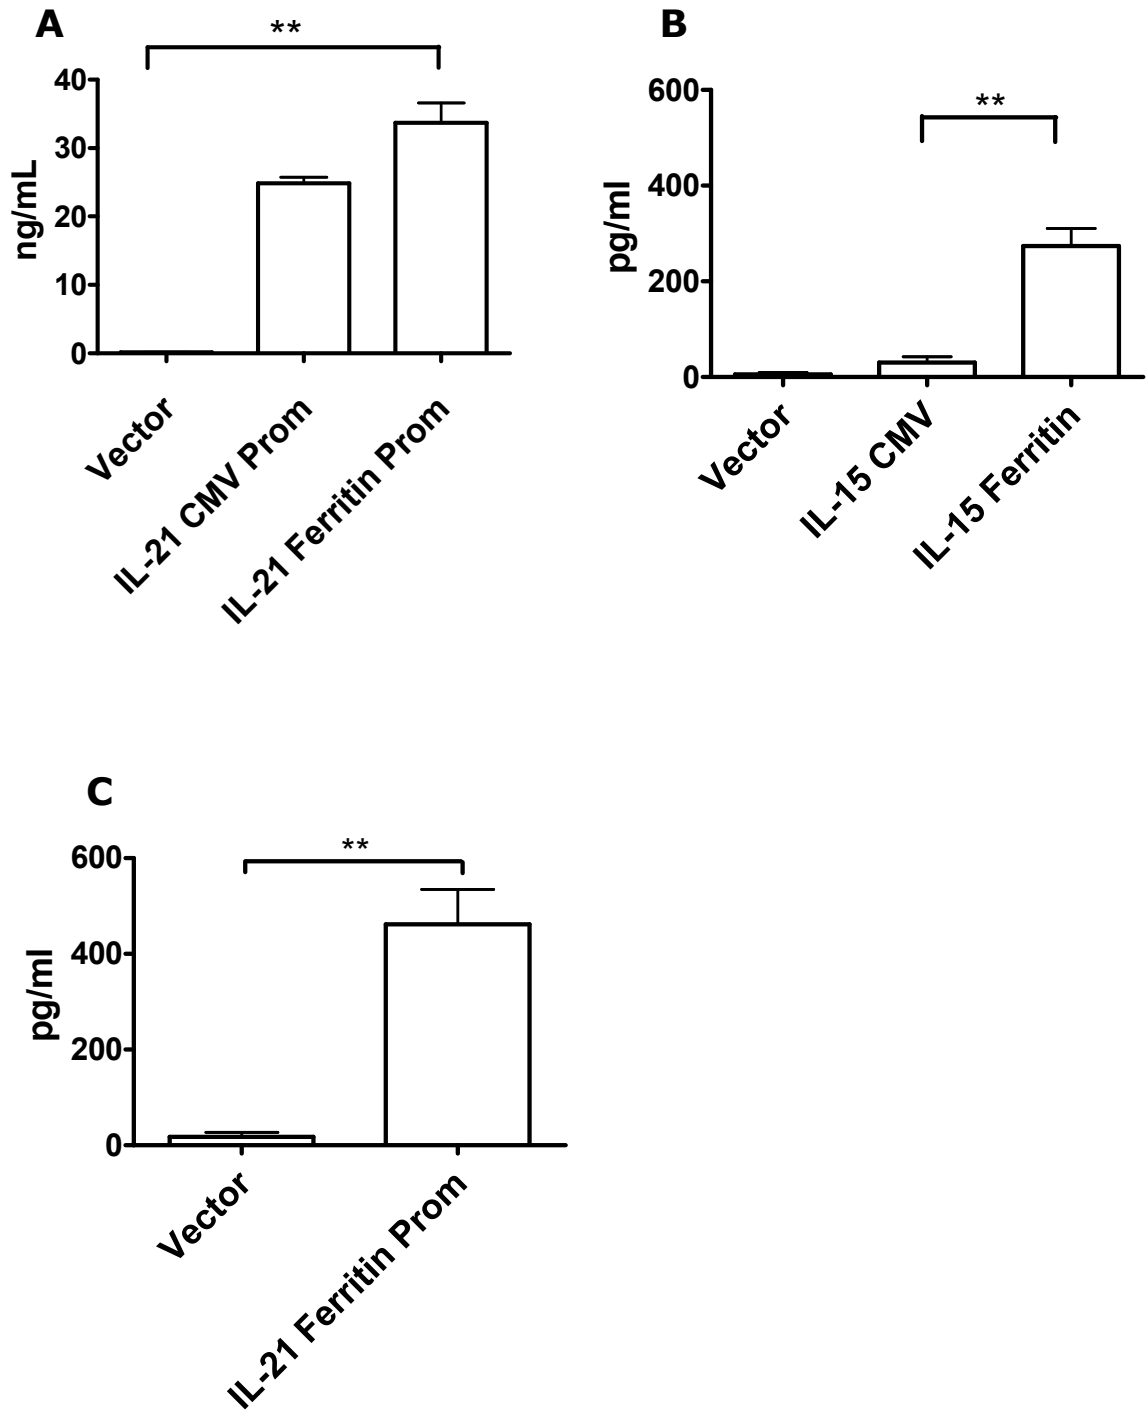 A
**
40
30
20
10
0
ng/mL
Vector
IL-21 CMV Prom
IL-21 Ferritin Prom
B
**
600
400
200
0
pg/ml
Vector
IL-15 CMV
IL-15 Ferritin
C
**
600
400
200
0
pg/ml
Vector
IL-21 Ferritin Prom